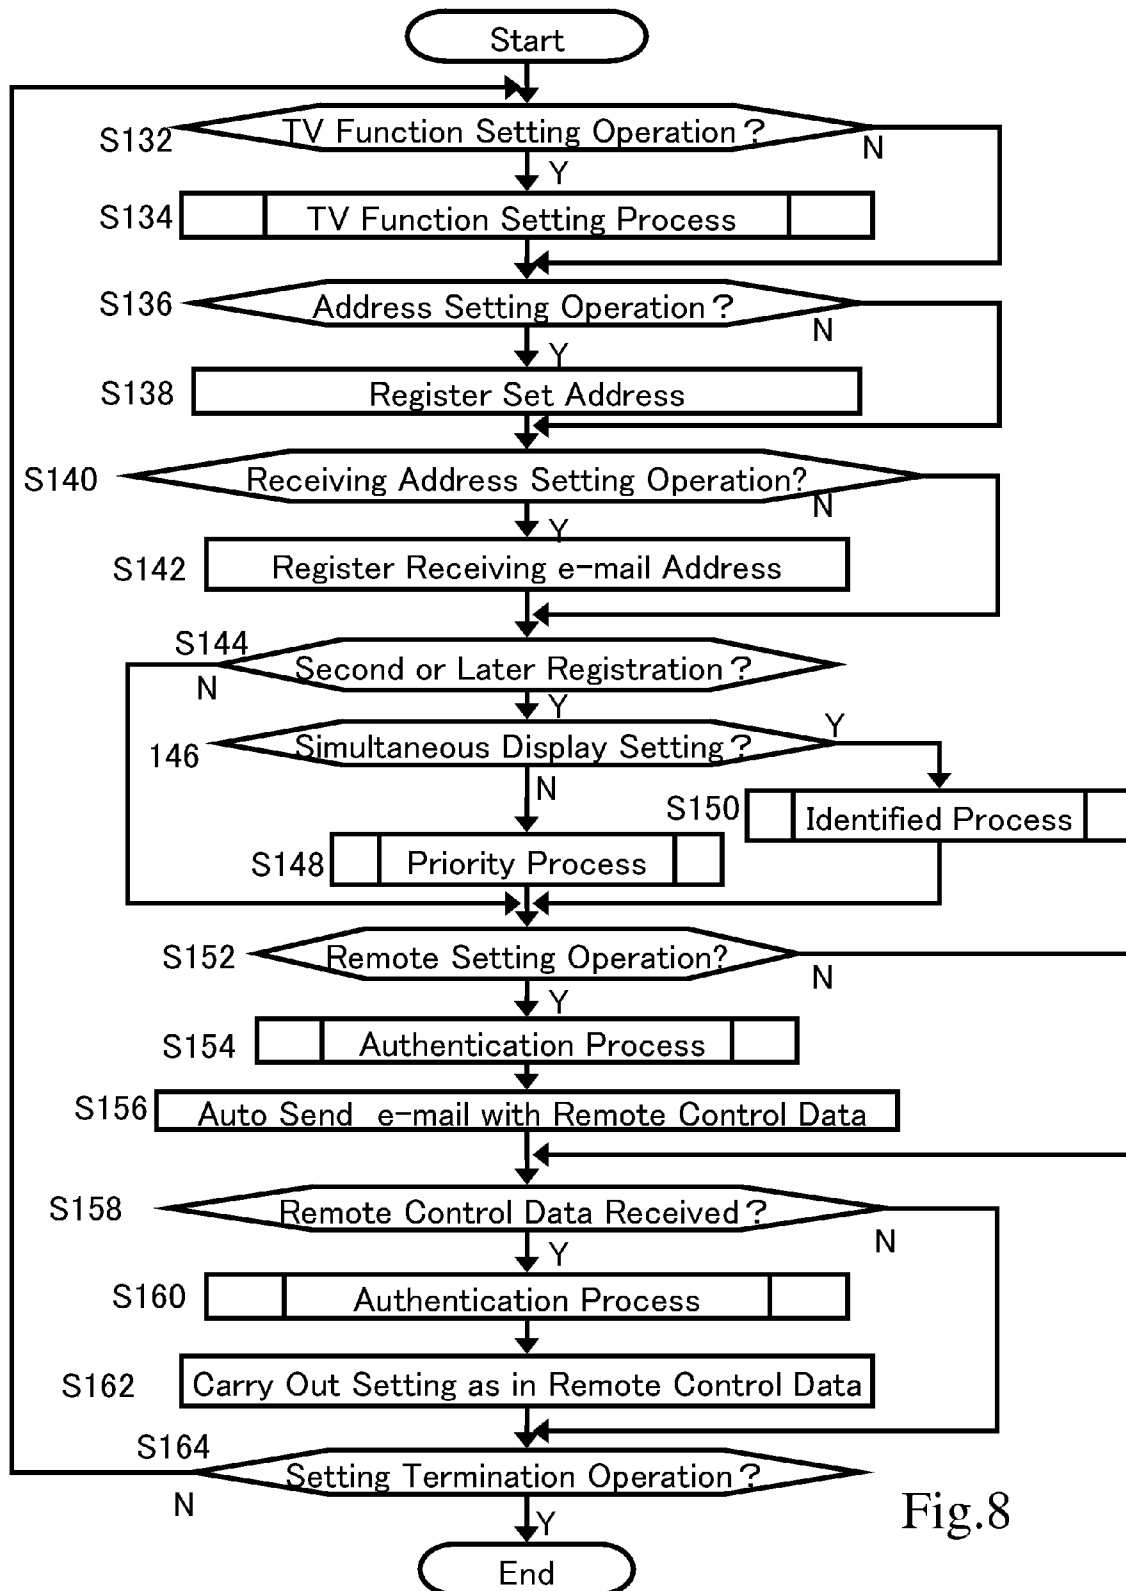 Start
S132
TV Function Setting Operation?
N
Y
S134
TV Function Setting Process
S136
Address Setting Operation?
N
Y
S138
Register Set Address
S140
Receiving Address Setting Operation?
N
Y
S142
Register Receiving e-mail Address
S144
Second or Later Registration?
N
Y
146
Simultaneous Display Setting?
Y
N
S150
Identified Process
S148
Priority Process
S152
Remote Setting Operation?
N
Y
S154
Authentication Process
S156
Auto Send e-mail with Remote Control Data
S158
Remote Control Data Received?
N
Y
S160
Authentication Process
S162
Carry Out Setting as in Remote Control Data
S164
Setting Termination Operation?
N
Y
Fig.8
End